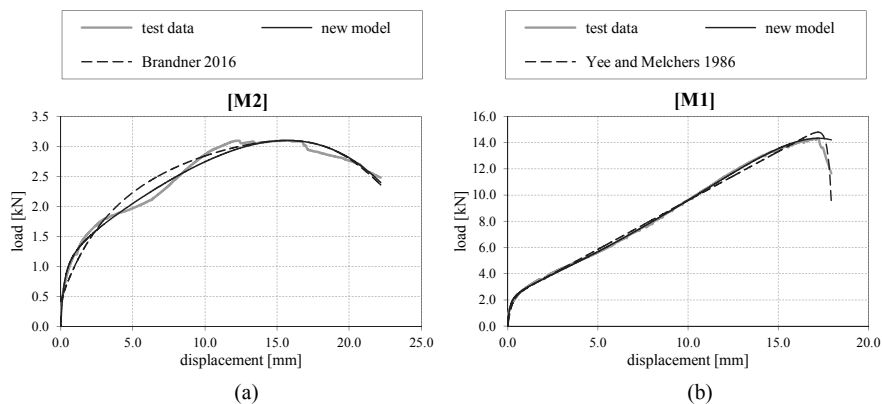 test data
new model
Brandner 2016
[M2]
3.5
3.0
2.5
2.0
1.5
1.0
0.5
0.0
load [kN]
0.0 5.0 10.0 15.0 20.0 25.0
displacement [mm]
(a)
test data
new model
Yee and Melchers 1986
[M1]
16.0
14.0
12.0
10.0
8.0
6.0
4.0
2.0
0.0
load [kN]
0.0 5.0 10.0 15.0 20.0
displacement [mm]
(b)